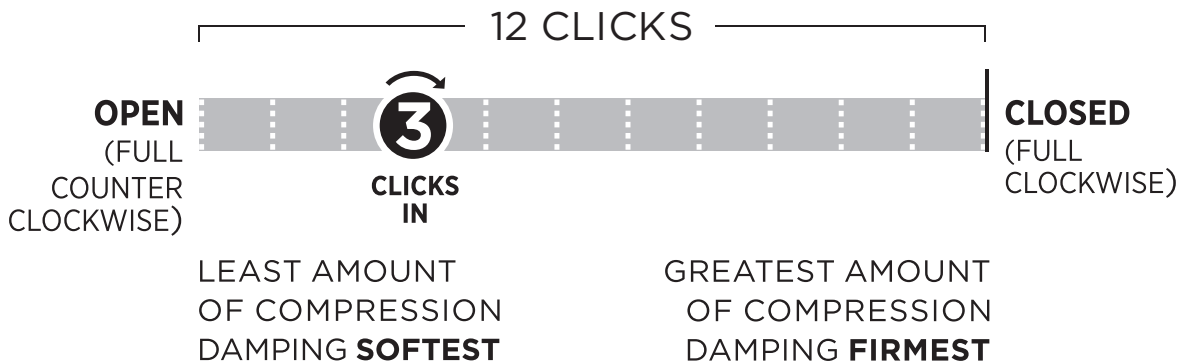 12 CLICKS
OPEN
(FULL
COUNTER
CLOCKWISE)
3
CLICKS
IN
CLOSED
(FULL
CLOCKWISE)
LEAST AMOUNT
OF COMPRESSION
DAMPING SOFTEST
GREATEST AMOUNT
OF COMPRESSION
DAMPING FIRMEST